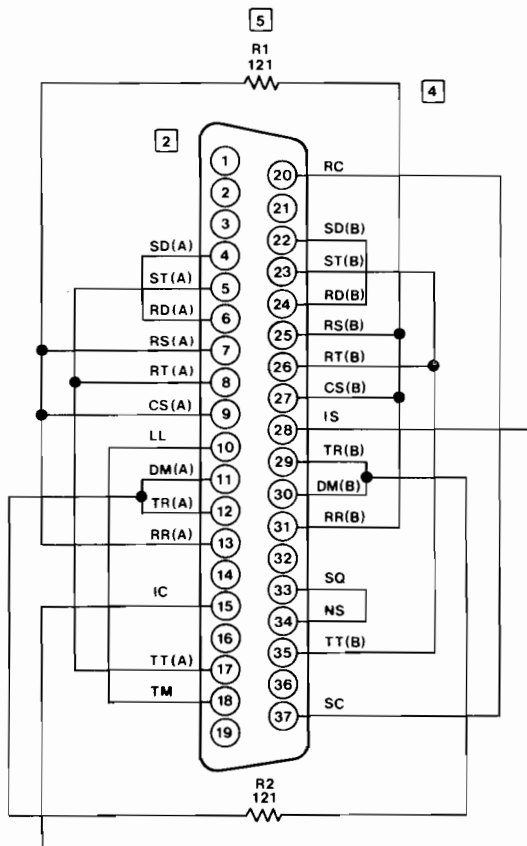 5
R1
121
4
2
1
2
3
SD(A) 4
ST(A) 5
RD(A) 6
RS(A) 7
RT(A) 8
CS(A) 9
LL 10
DM(A) 11
TR(A) 12
RR(A) 13
14
IC 15
16
TT(A) 17
TM 18
19
20 RC
21
22 SD(B)
23 ST(B)
24 RD(B)
25 RS(B)
26 RT(B)
27 CS(B)
28 IS
29 TR(B)
30 DM(B)
31 RR(B)
32
33 SQ
34 NS
35 TT(B)
36
37 SC
R2
121